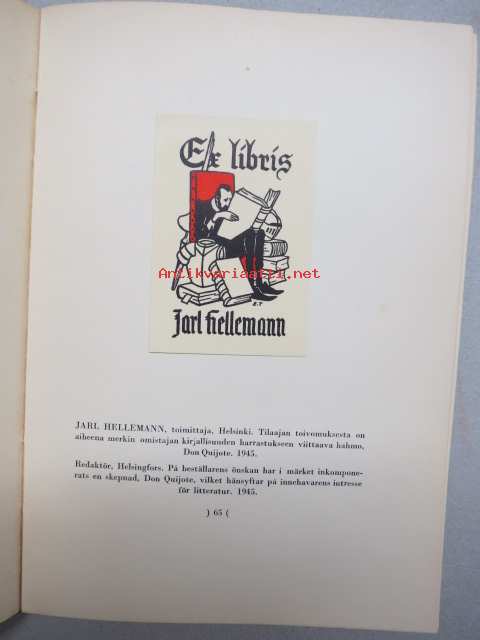 Ex libris
Antikvariaatti.net
E.T
Jarl Hellemann
JARL HELLEMANN, toimittaja, Helsinki. Tilaajan toivomuksesta on
aiheena merkin omistajan kirjallisuuden harrastukseen viittaava hahmo,
Don Quijote. 1945.
Redaktör, Helsingfors. På beställarens önskan har i märket inkompone-
rats en skepnad, Don Quijote, vilket hänsyftar på innehavarens intresse
för litteratur. 1945.
) 65 (